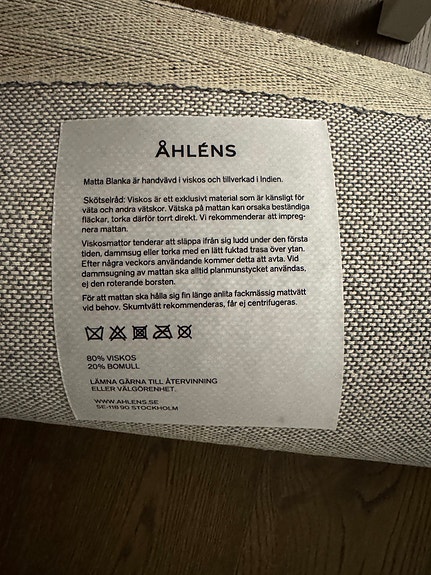 ÅHLÉNS
Matta Blanka är handvävd i viskos och tillverkad i Indien.
Skötselråd: Viskos är ett exklusivt material som är känsligt för
väta och andra vätskor. Vätska på mattan kan orsaka beständiga
fläckar, torka därför torrt direkt. Vi rekommenderar att impreg-
nera mattan.
Viskosmattor tenderar att släppa ifrån sig ludd under den första
tiden, dammsug eller torka med en lätt fuktad trasa över ytan.
Efter några veckors användande kommer detta att avta. Vid
dammsugning av mattan ska alltid planmunstycket användas,
ej den roterande borsten.
För att mattan ska hålla sig fin länge anlita fackmässig mattvätt
vid behov. Skumtvätt rekommenderas, får ej centrifugeras.
80% VISKOS
20% BOMULL
LÄMNA GÄRNA TILL ÅTERVINNING
ELLER VÄLGÖRENHET.
WWW.AHLENS.SE
SE-118 90 STOCKHOLM